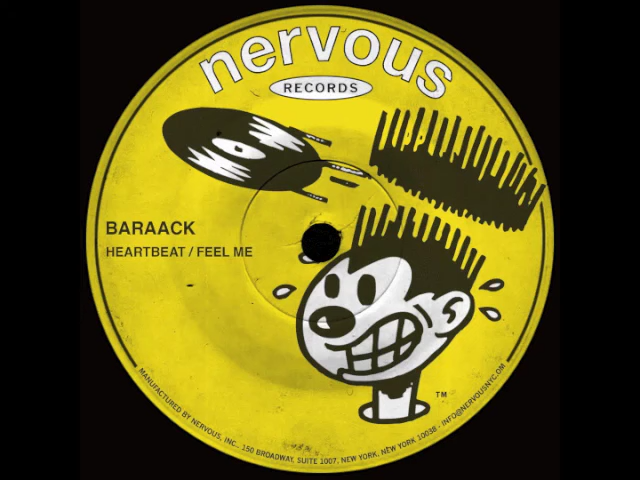 nervous
RECORDS
BARAACK
HEARTBEAT / FEEL ME
TM
MANUFACTURED BY NERVOUS, INC., 150 BROADWAY, SUITE 1007, NEW YORK, NEW YORK 10038 - INFO@NERVOUSNYC.COM